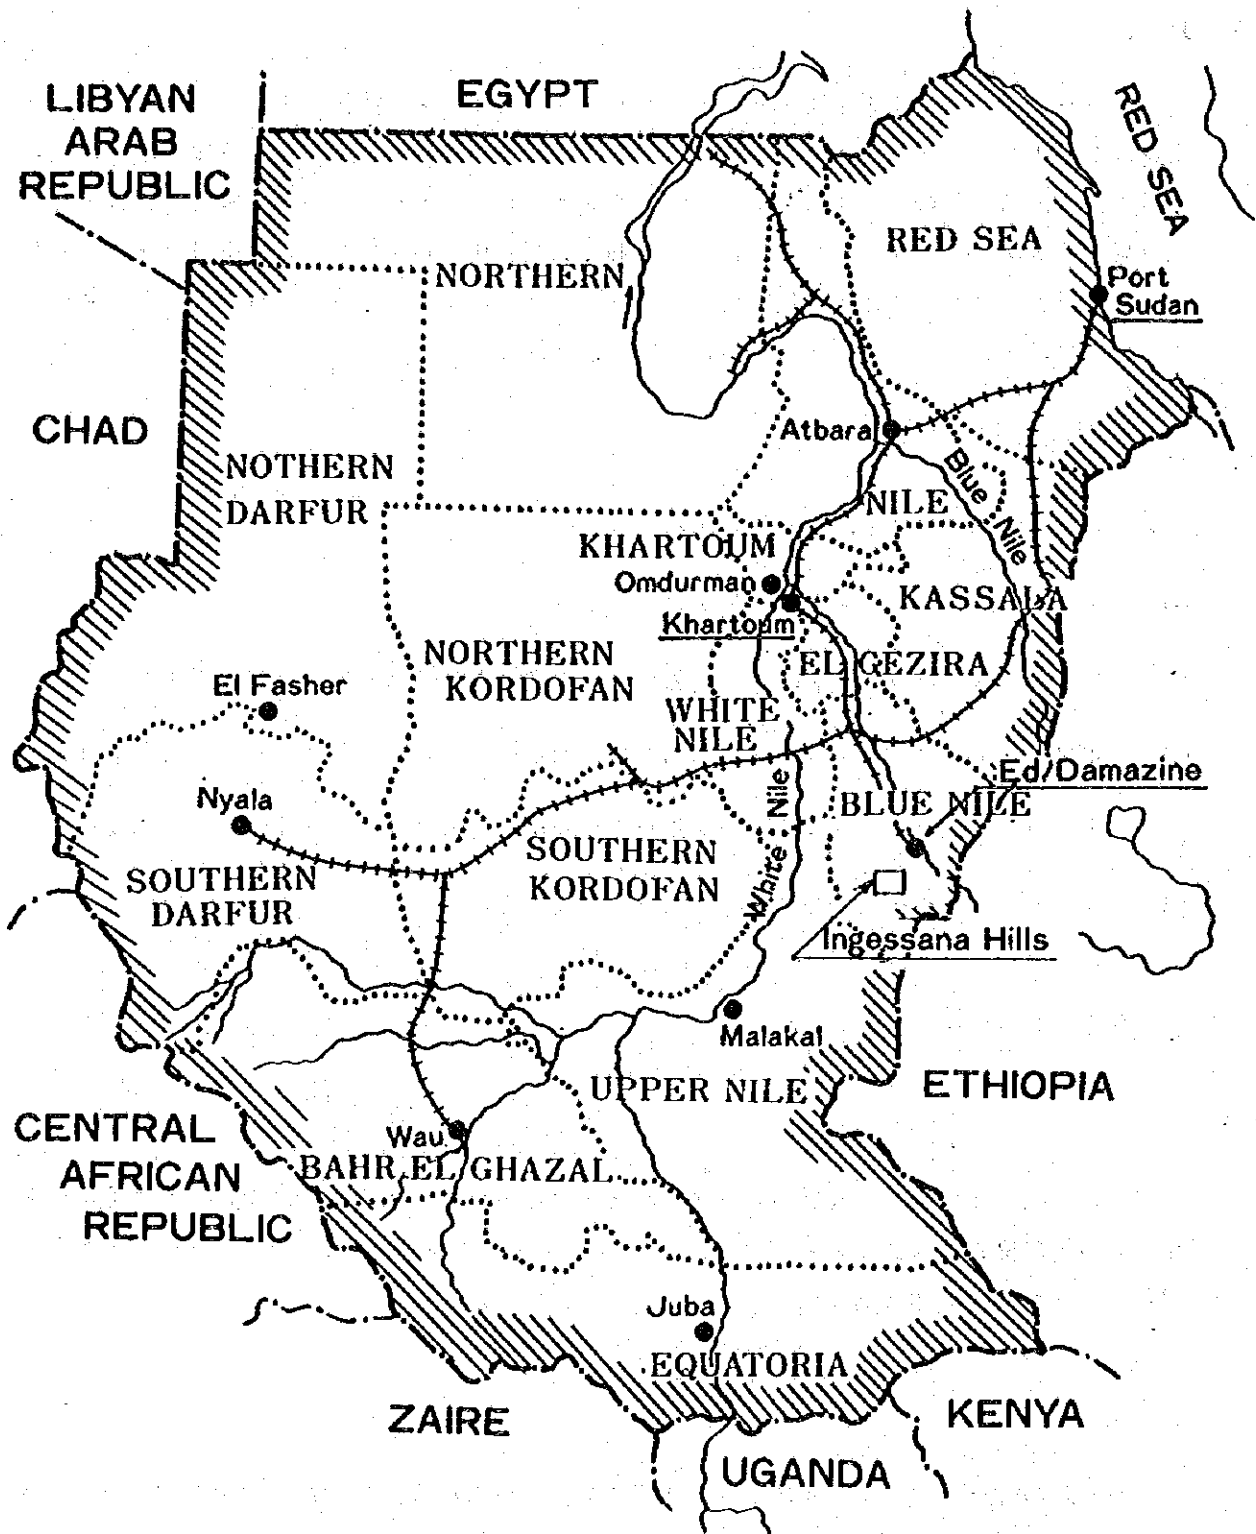 LIBYAN
ARAB
REPUBLIC
EGYPT
RED SEA
RED SEA
NORTHERN
Port
Sudan
CHAD
Atbara
NOTHERN
DARFUR
Blue
Nile
NILE
KHARTOUM
Omdurman
KASSALA
Khartoum
NORTHERN
KORDOFAN
EL GEZIRA
El Fasher
WHITE
NILE
Ed/Damazine
Nyala
White Nile
BLUE NILE
SOUTHERN
KORDOFAN
SOUTHERN
DARFUR
Ingessana Hills
Malakal
UPPER NILE
ETHIOPIA
CENTRAL
AFRICAN
REPUBLIC
Wau
BAHR EL GHAZAL
Juba
EQUATORIA
ZAIRE
KENYA
UGANDA